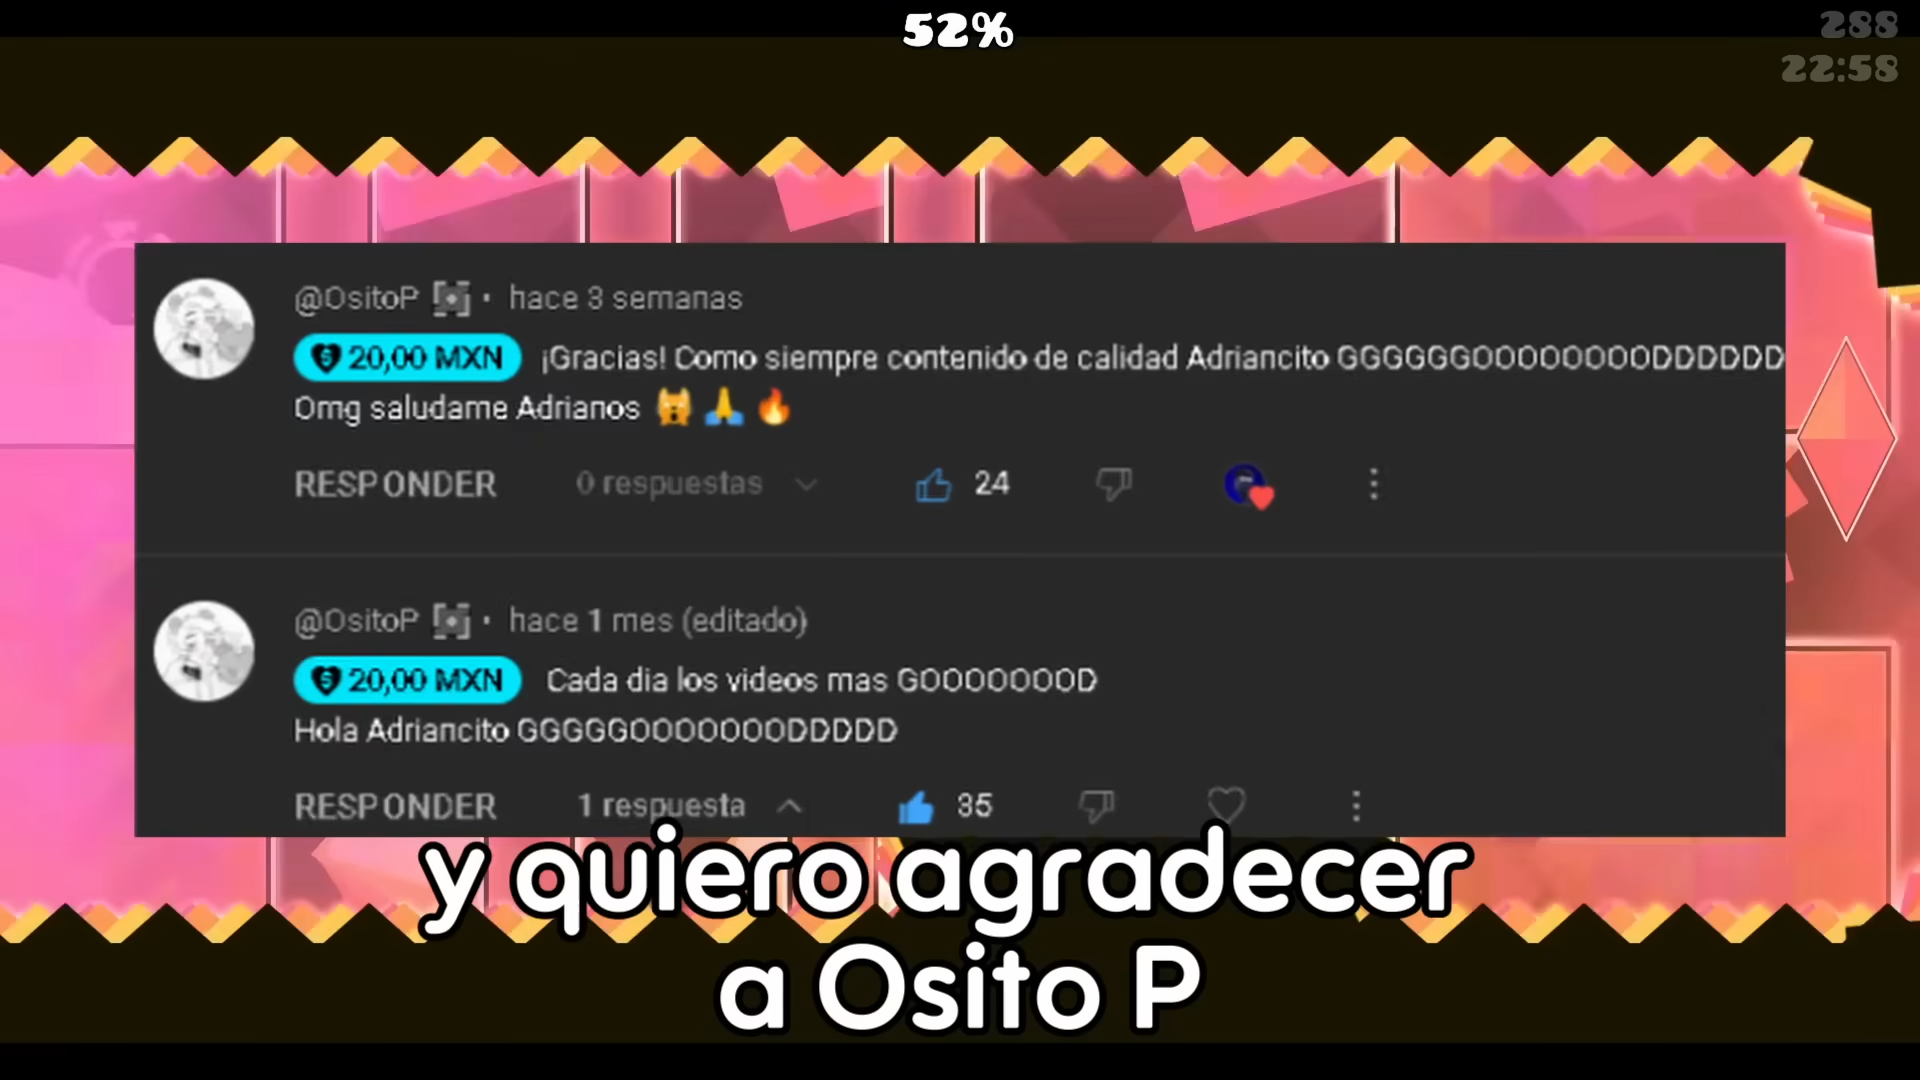 52%
288
22:58
@OsitoP · hace 3 semanas
20,00 MXN ¡Gracias! Como siempre contenido de calidad Adriancito GGGGGGOOOOOOOODDDDDD
Omg saludame Adrianos 🙀 🙏 🔥
RESPONDER 0 respuestas 24
@OsitoP · hace 1 mes (editado)
20,00 MXN Cada dia los videos mas GOOOOOOOD
Hola Adriancito GGGGGOOOOOOODDDDD
RESPONDER 1 respuesta 35
y quiero agradecer
a Osito P